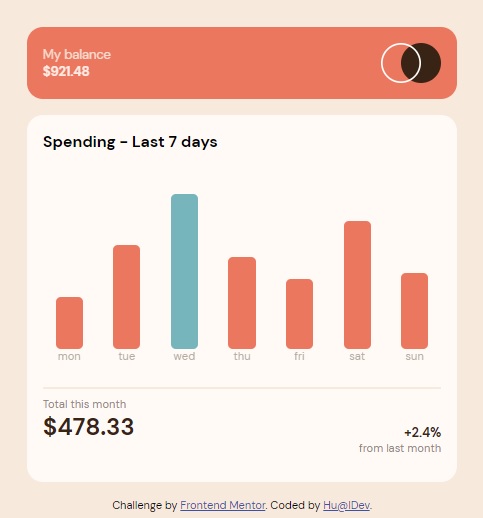 My balance
$921.48
Spending - Last 7 days
mon tue wed thu fri sat sun
Total this month
$478.33
+2.4%
from last month
Challenge by Frontend Mentor. Coded by Hu@!Dev.